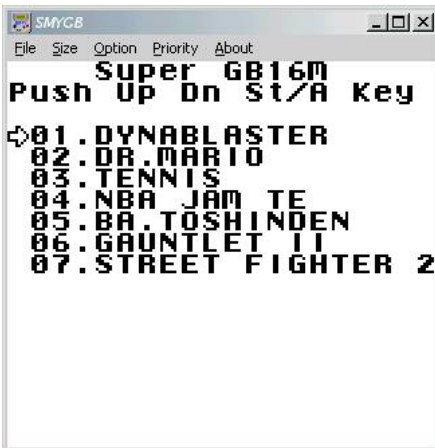 SMYGB
File Size Option Priority About
Super GB16M
Push Up Dn St/A Key
01.DYNABLASTER
02.DR.MARIO
03.TENNIS
04.NBA JAM TE
05.BA.TOSHINDEN
06.GAUNTLET II
07.STREET FIGHTER 2